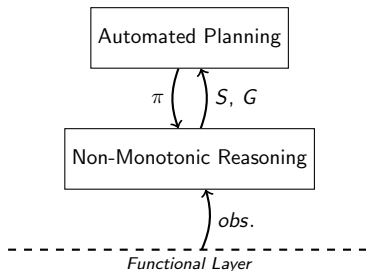 Automated Planning
π
S, G
Non-Monotonic Reasoning
obs.
Functional Layer